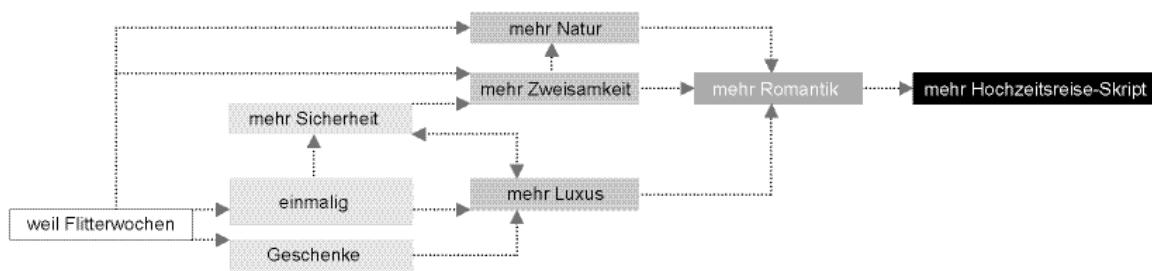 mehr Natur
mehr Zweisamkeit
mehr Romantik
mehr Hochzeitsreise-Skript
mehr Sicherheit
einmalig
mehr Luxus
weil Flitterwochen
Geschenke